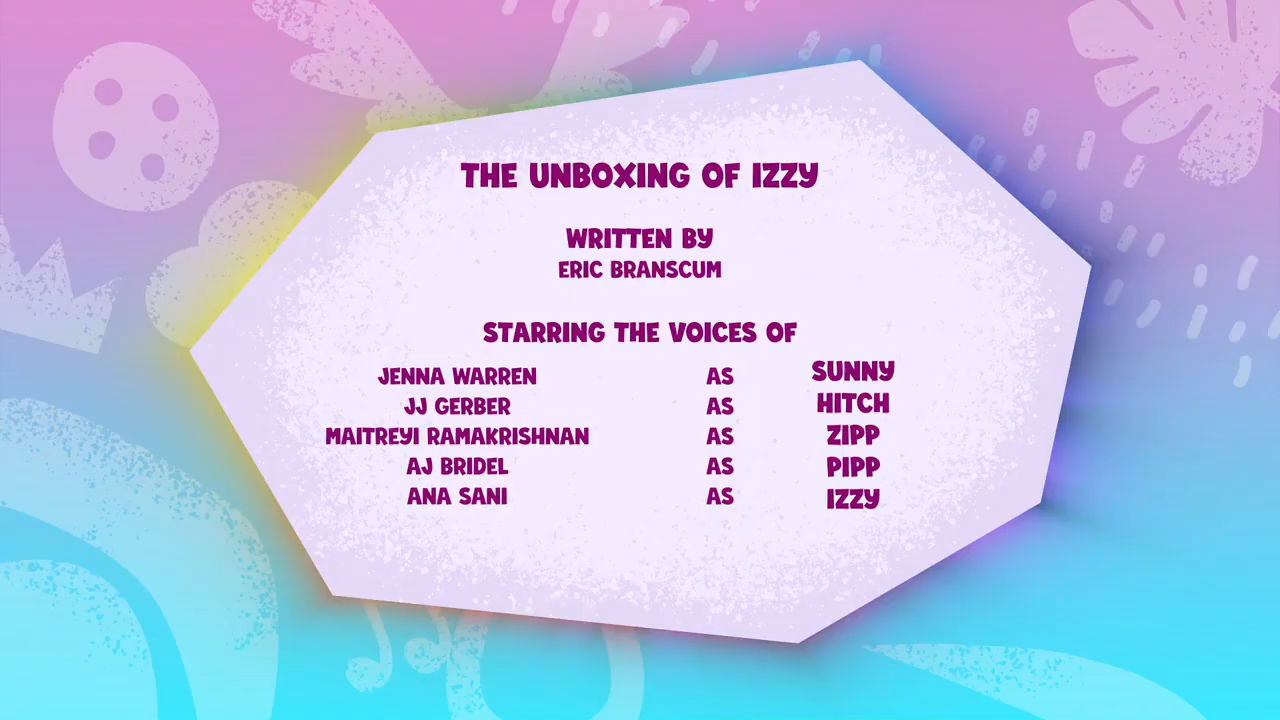 THE UNBOXING OF IZZY
WRITTEN BY
ERIC BRANSCUM
STARRING THE VOICES OF
JENNA WARREN AS SUNNY
JJ GERBER AS HITCH
MAITREYI RAMAKRISHNAN AS ZIPP
AJ BRIDEL AS PIPP
ANA SANI AS IZZY